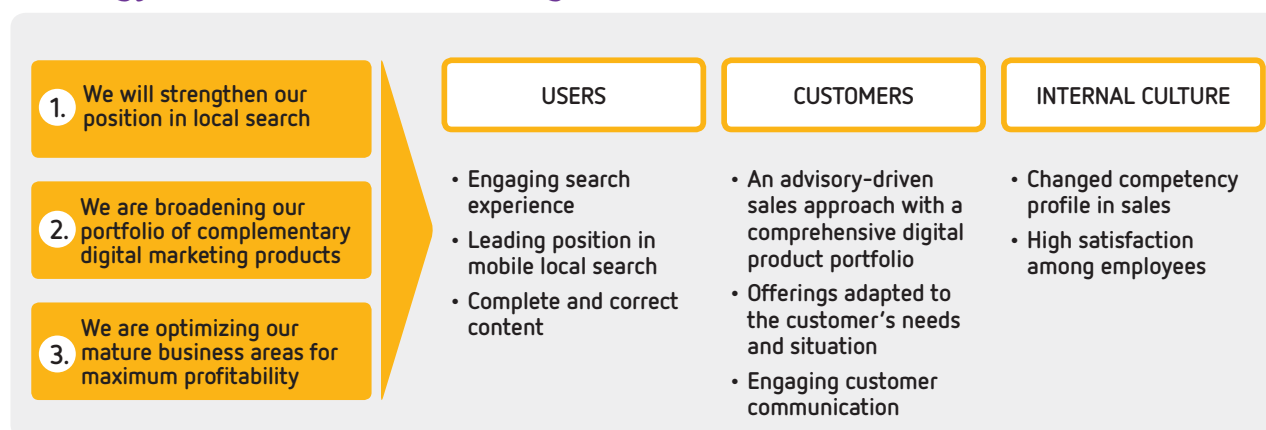 1.
We will strengthen our
position in local search
2.
We are broadening our
portfolio of complementary
digital marketing products
3.
We are optimizing our
mature business areas for
maximum profitability
USERS
• Engaging search
experience
• Leading position in
mobile local search
• Complete and correct
content
CUSTOMERS
• An advisory-driven
sales approach with a
comprehensive digital
product portfolio
• Offerings adapted to
the customer's needs
and situation
• Engaging customer
communication
INTERNAL CULTURE
• Changed competency
profile in sales
• High satisfaction
among employees